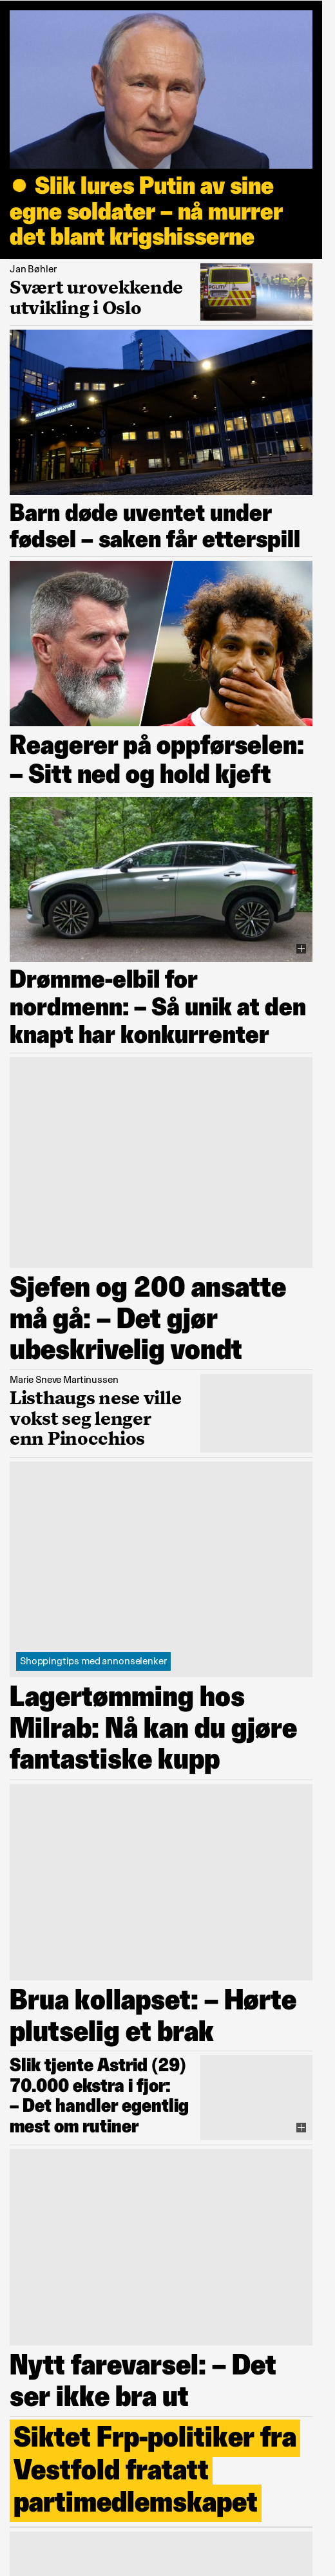 Slik lures Putin av sine
egne soldater – nå murrer
det blant krigshisserne
Jan Bøhler
Svært urovekkende
utvikling i Oslo
POLITI
Barn døde uventet under
fødsel – saken får etterspill
Reagerer på oppførselen:
– Sitt ned og hold kjeft
Drømme-elbil for
nordmenn: – Så unik at den
knapt har konkurrenter
Sjefen og 200 ansatte
må gå: – Det gjør
ubeskrivelig vondt
Marie Sneve Martinussen
Listhaugs nese ville
vokst seg lenger
enn Pinocchios
Shoppingtips med annonselenker
Lagertømming hos
Milrab: Nå kan du gjøre
fantastiske kupp
Brua kollapset: – Hørte
plutselig et brak
Slik tjente Astrid (29)
70.000 ekstra i fjor:
– Det handler egentlig
mest om rutiner
Nytt farevarsel: – Det
ser ikke bra ut
Siktet Frp-politiker fra
Vestfold fratatt
partimedlemskapet